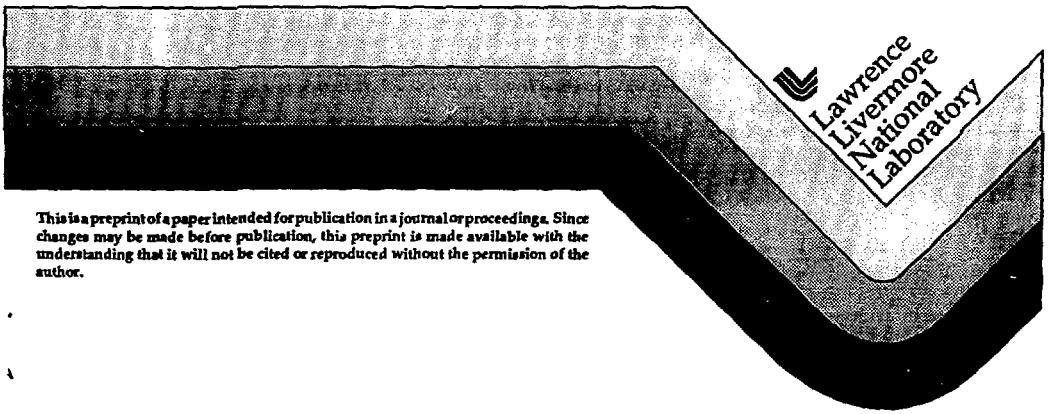 Lawrence
Livermore
National
Laboratory
This is a preprint of a paper intended for publication in a journal or proceedings. Since
changes may be made before publication, this preprint is made available with the
understanding that it will not be cited or reproduced without the permission of the
author.